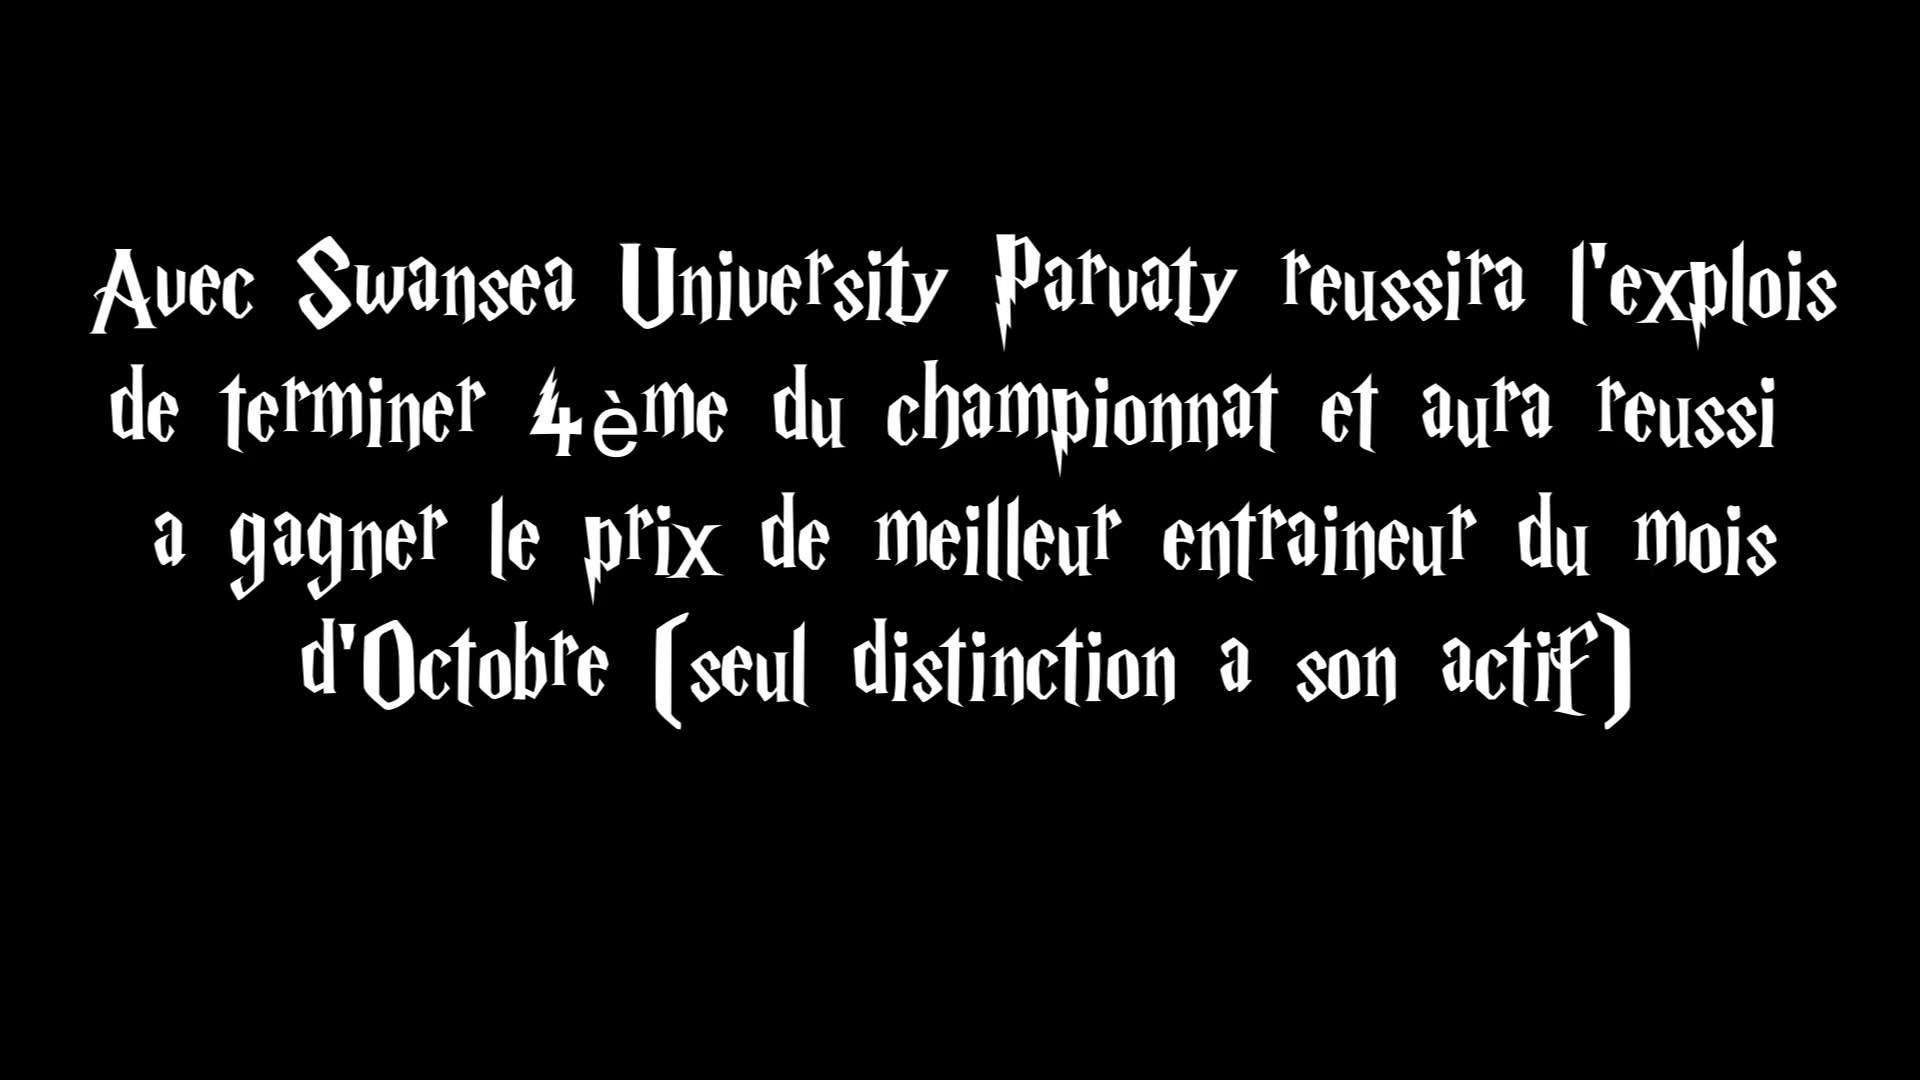 Avec Swansea University Parvaty reussira l'explois
de terminer 4ème du championnat et aura reussi
a gagner le prix de meilleur entraineur du mois
d'Octobre (seul distinction a son actif)